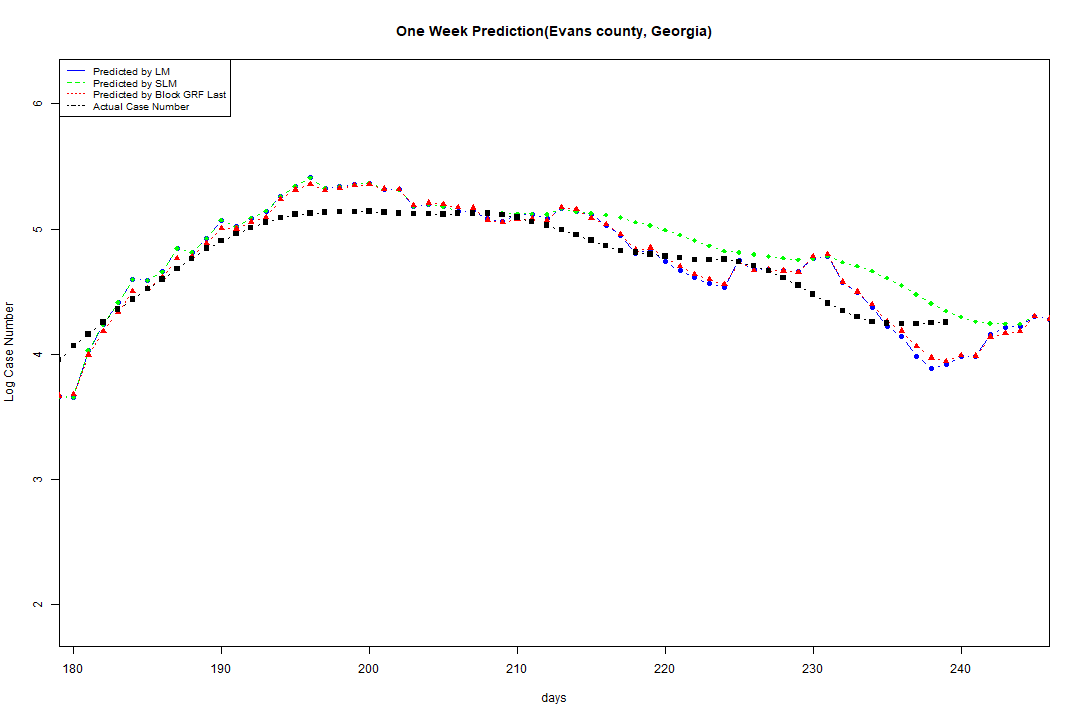 One Week Prediction(Evans county, Georgia)
Predicted by LM
Predicted by SLM
Predicted by Block GRF Last
Actual Case Number
6
5
4
3
2
Log Case Number
180 190 200 210 220 230 240
days